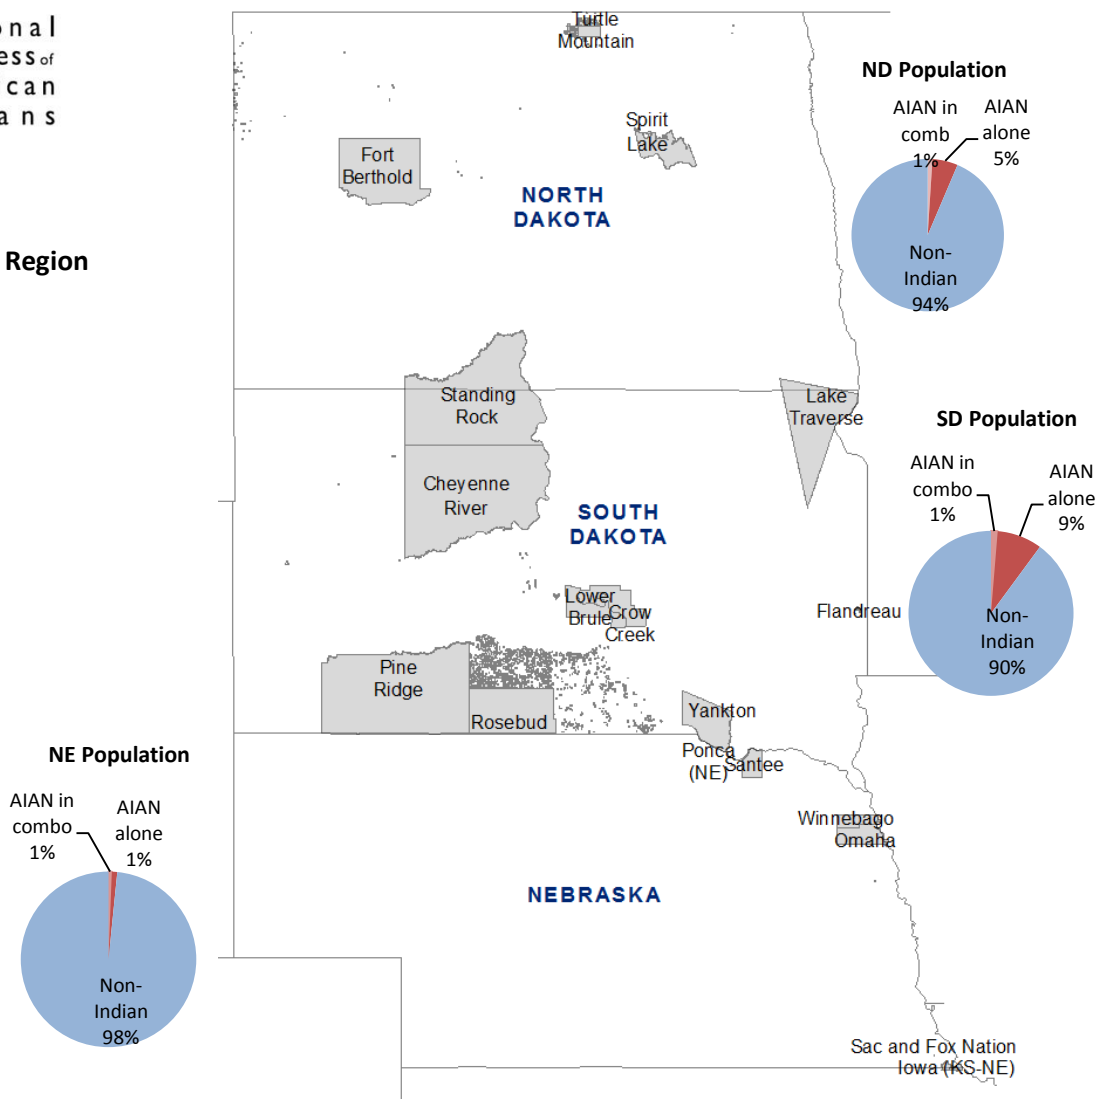 onal
ess of
can
ans
Region
Turtle
Mountain
Spirit
Lake
Fort
Berthold
NORTH
DAKOTA
ND Population
AIAN in
comb
1%
AIAN
alone
5%
Non-
Indian
94%
Standing
Rock
Lake
Traverse
Cheyenne
River
SOUTH
DAKOTA
SD Population
AIAN in
combo
1%
AIAN
alone
9%
Non-
Indian
90%
Lower
Brule
Crow
Creek
Flandreau
Pine
Ridge
Rosebud
Yankton
Ponca
(NE)
Santee
Winnebago
Omaha
NE Population
AIAN in
combo
1%
AIAN
alone
1%
Non-
Indian
98%
NEBRASKA
Sac and Fox Nation
Iowa (KS-NE)